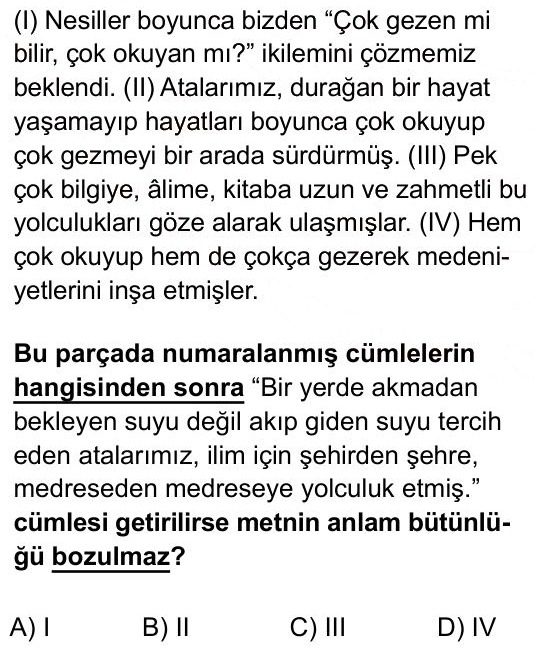 (I) Nesiller boyunca bizden “Çok gezen mi
bilir, çok okuyan mı?” ikilemini çözmemiz
beklendi. (II) Atalarımız, durağan bir hayat
yaşamayıp hayatları boyunca çok okuyup
çok gezmeyi bir arada sürdürmüş. (III) Pek
çok bilgiye, âlime, kitaba uzun ve zahmetli bu
yolculukları göze alarak ulaşmışlar. (IV) Hem
çok okuyup hem de çokça gezerek medeni-
yetlerini inşa etmişler.
Bu parçada numaralanmış cümlelerin
hangisinden sonra “Bir yerde akmadan
bekleyen suyu değil akıp giden suyu tercih
eden atalarımız, ilim için şehirden şehre,
medreseden medreseye yolculuk etmiş.”
cümlesi getirilirse metnin anlam bütünlü-
ğü bozulmaz?
A) I B) II C) III D) IV